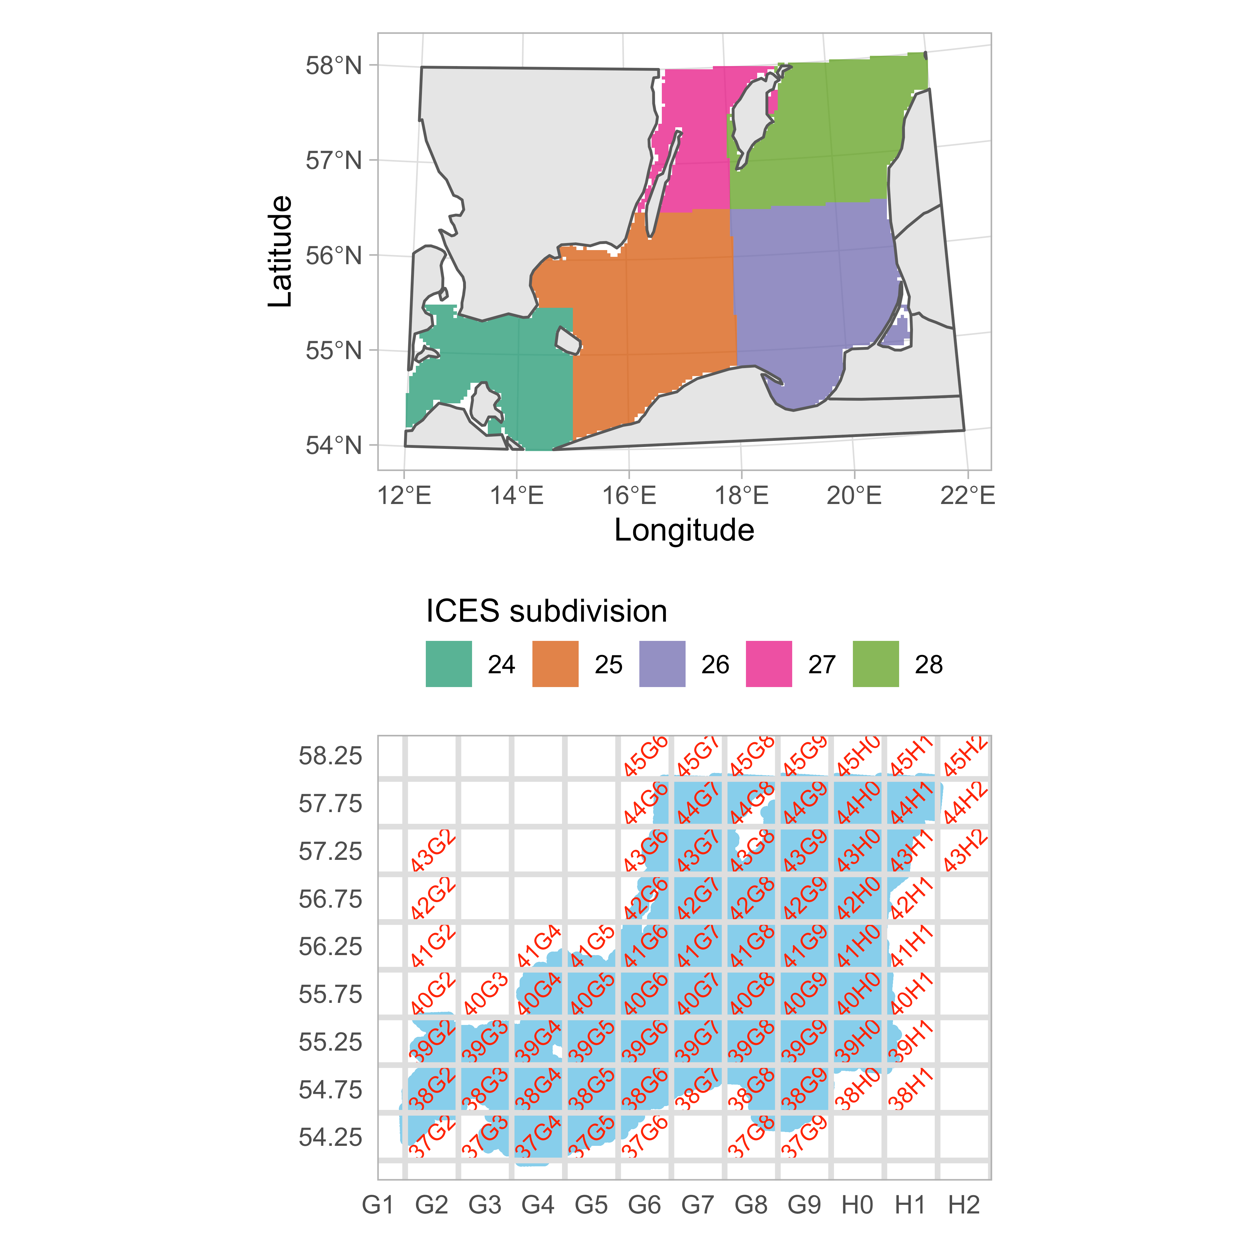 58°N
57°N
56°N
55°N
54°N
Latitude
12°E 14°E 16°E 18°E 20°E 22°E
Longitude
ICES subdivision
24 25 26 27 28
58.25 45G6 45G7 45G8 45G9 45H0 45H1 45H2
57.75 44G6 44G7 44G8 44G9 44H0 44H1 44H2
57.25 43G2 43G6 43G7 43G8 43G9 43H0 43H1 43H2
56.75 42G2 42G6 42G7 42G8 42G9 42H0 42H1
56.25 41G2 41G4 41G5 41G6 41G7 41G8 41G9 41H0 41H1
55.75 40G2 40G3 40G4 40G5 40G6 40G7 40G8 40G9 40H0 40H1
55.25 39G2 39G3 39G4 39G5 39G6 39G7 39G8 39G9 39H0 39H1
54.75 38G2 38G3 38G4 38G5 38G6 38G7 38G8 38G9 38H0 38H1
54.25 37G2 37G3 37G4 37G5 37G6 37G8 37G9
G1 G2 G3 G4 G5 G6 G7 G8 G9 H0 H1 H2